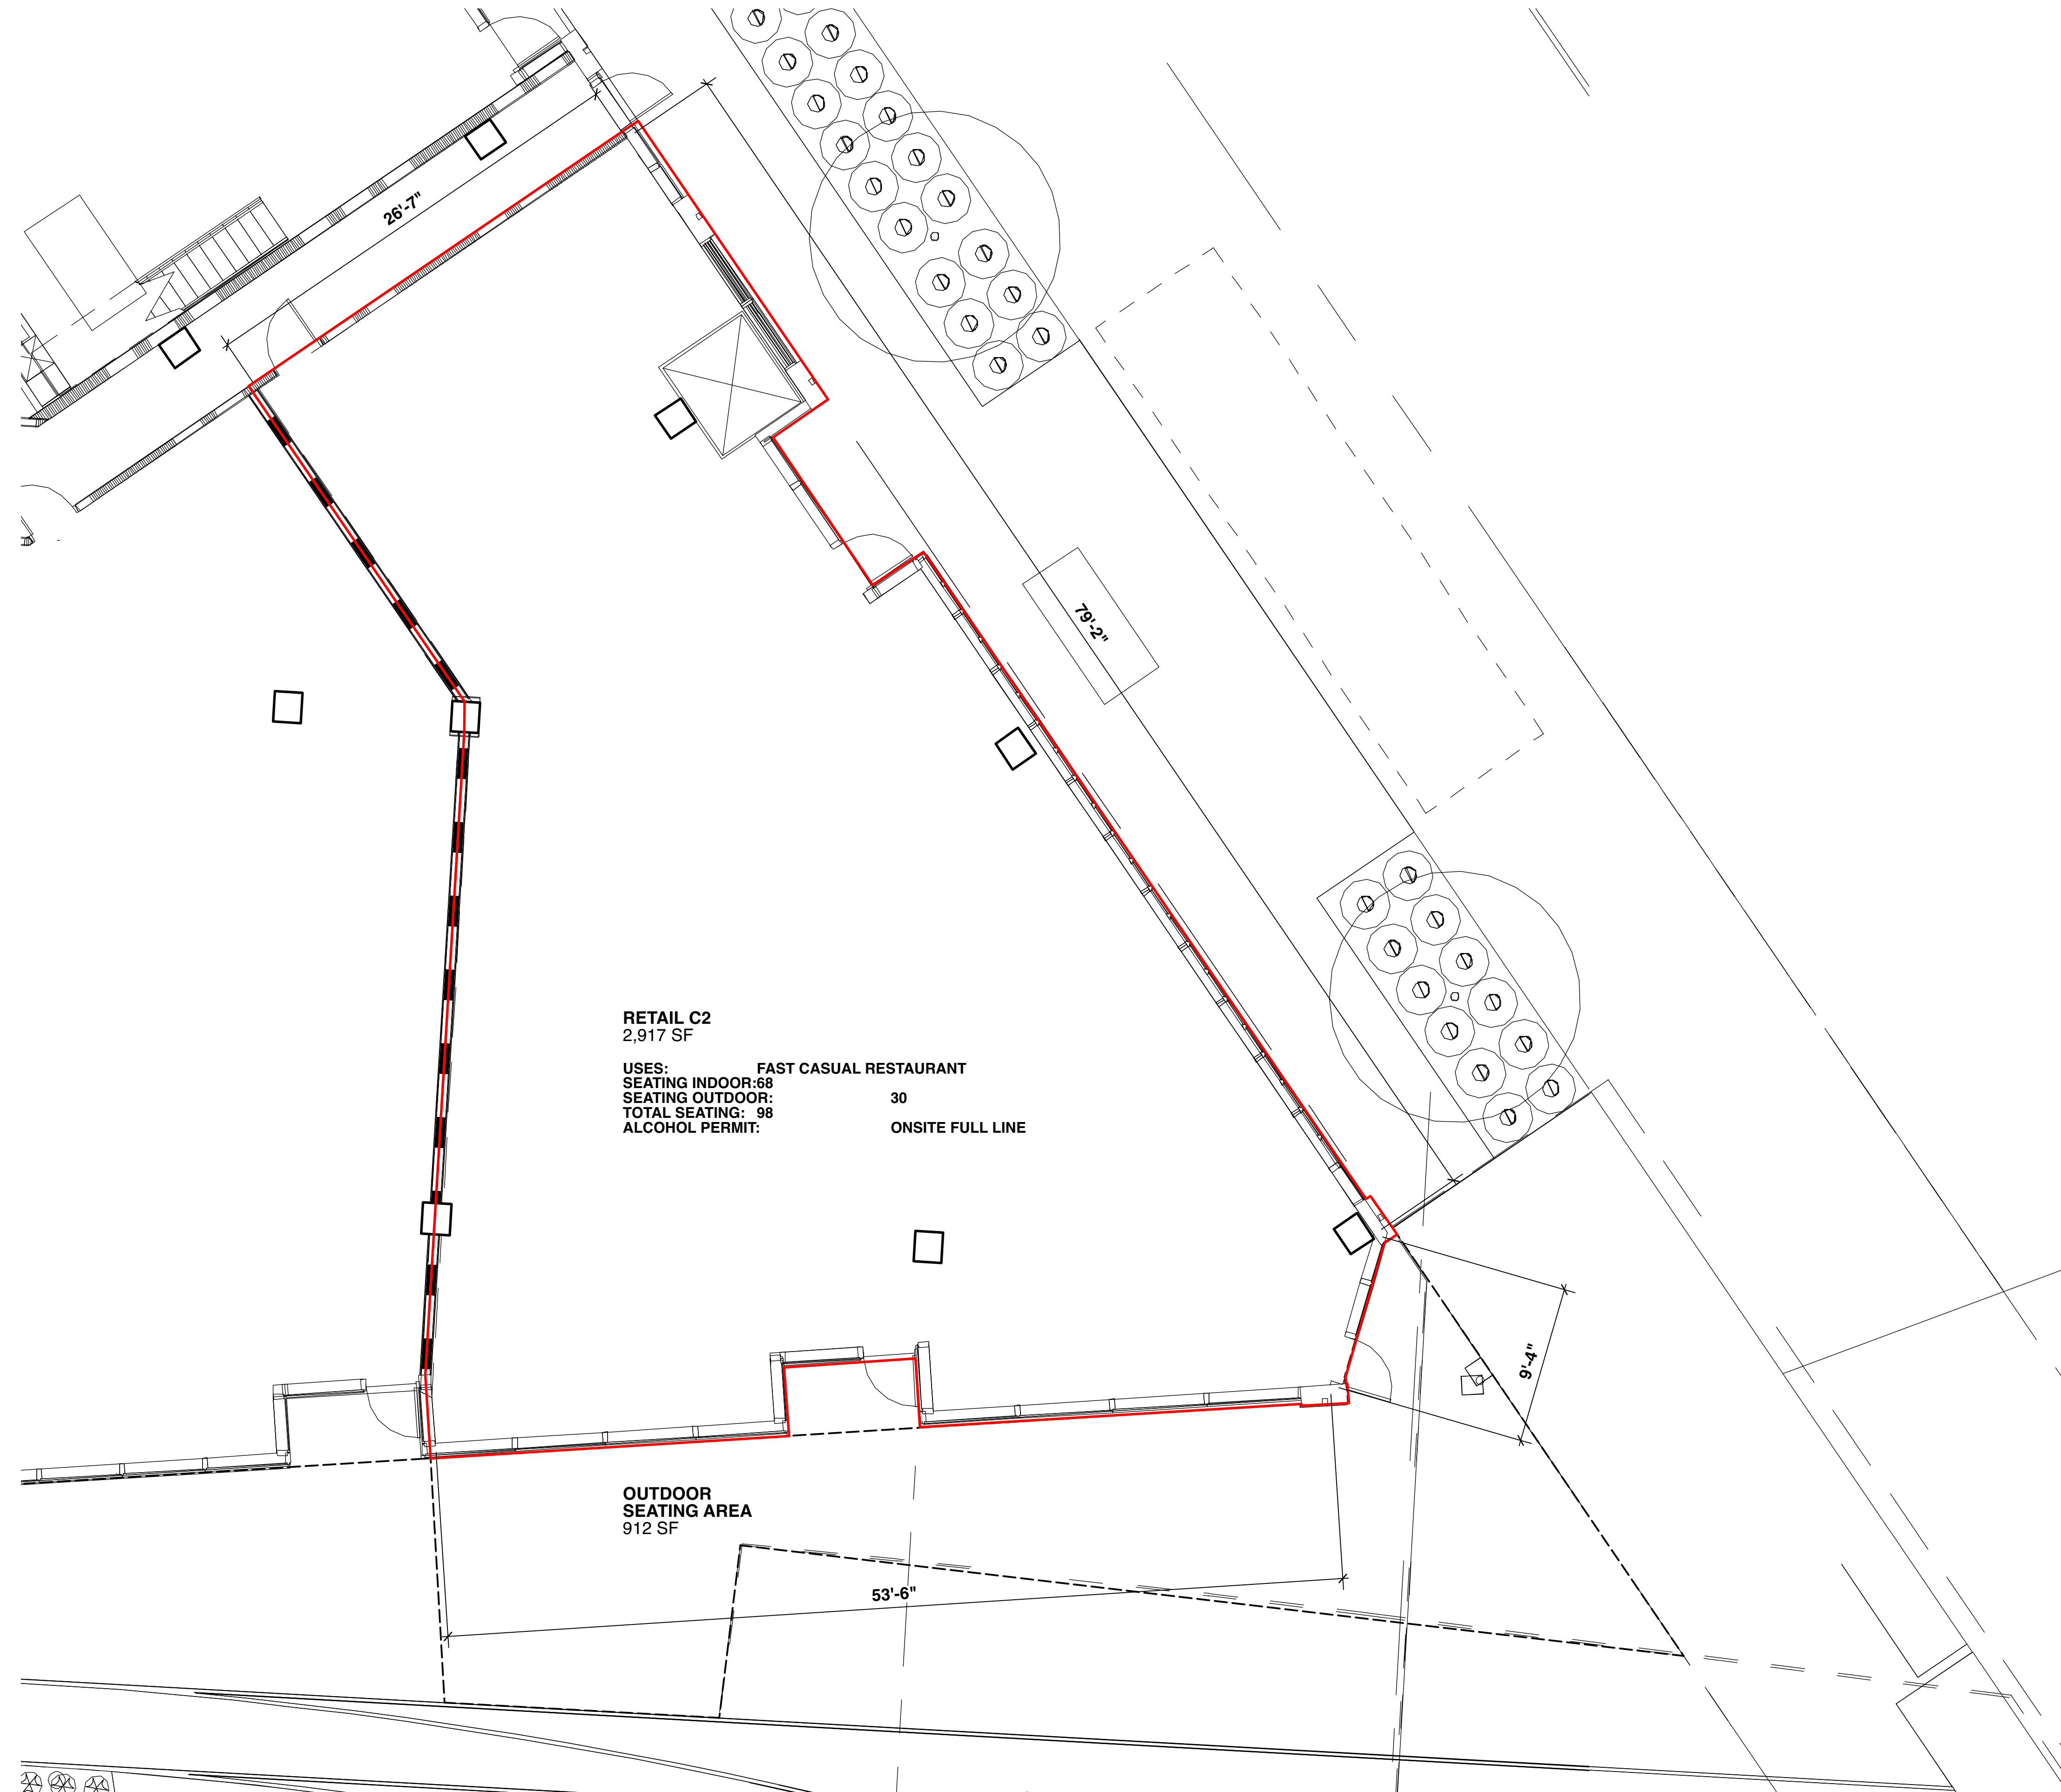 26'-7"
79'-2"
RETAIL C2
2,917 SF
USES: FAST CASUAL RESTAURANT
SEATING INDOOR:68
SEATING OUTDOOR: 30
TOTAL SEATING: 98
ALCOHOL PERMIT: ONSITE FULL LINE
9'-4"
OUTDOOR
SEATING AREA
912 SF
53'-6"